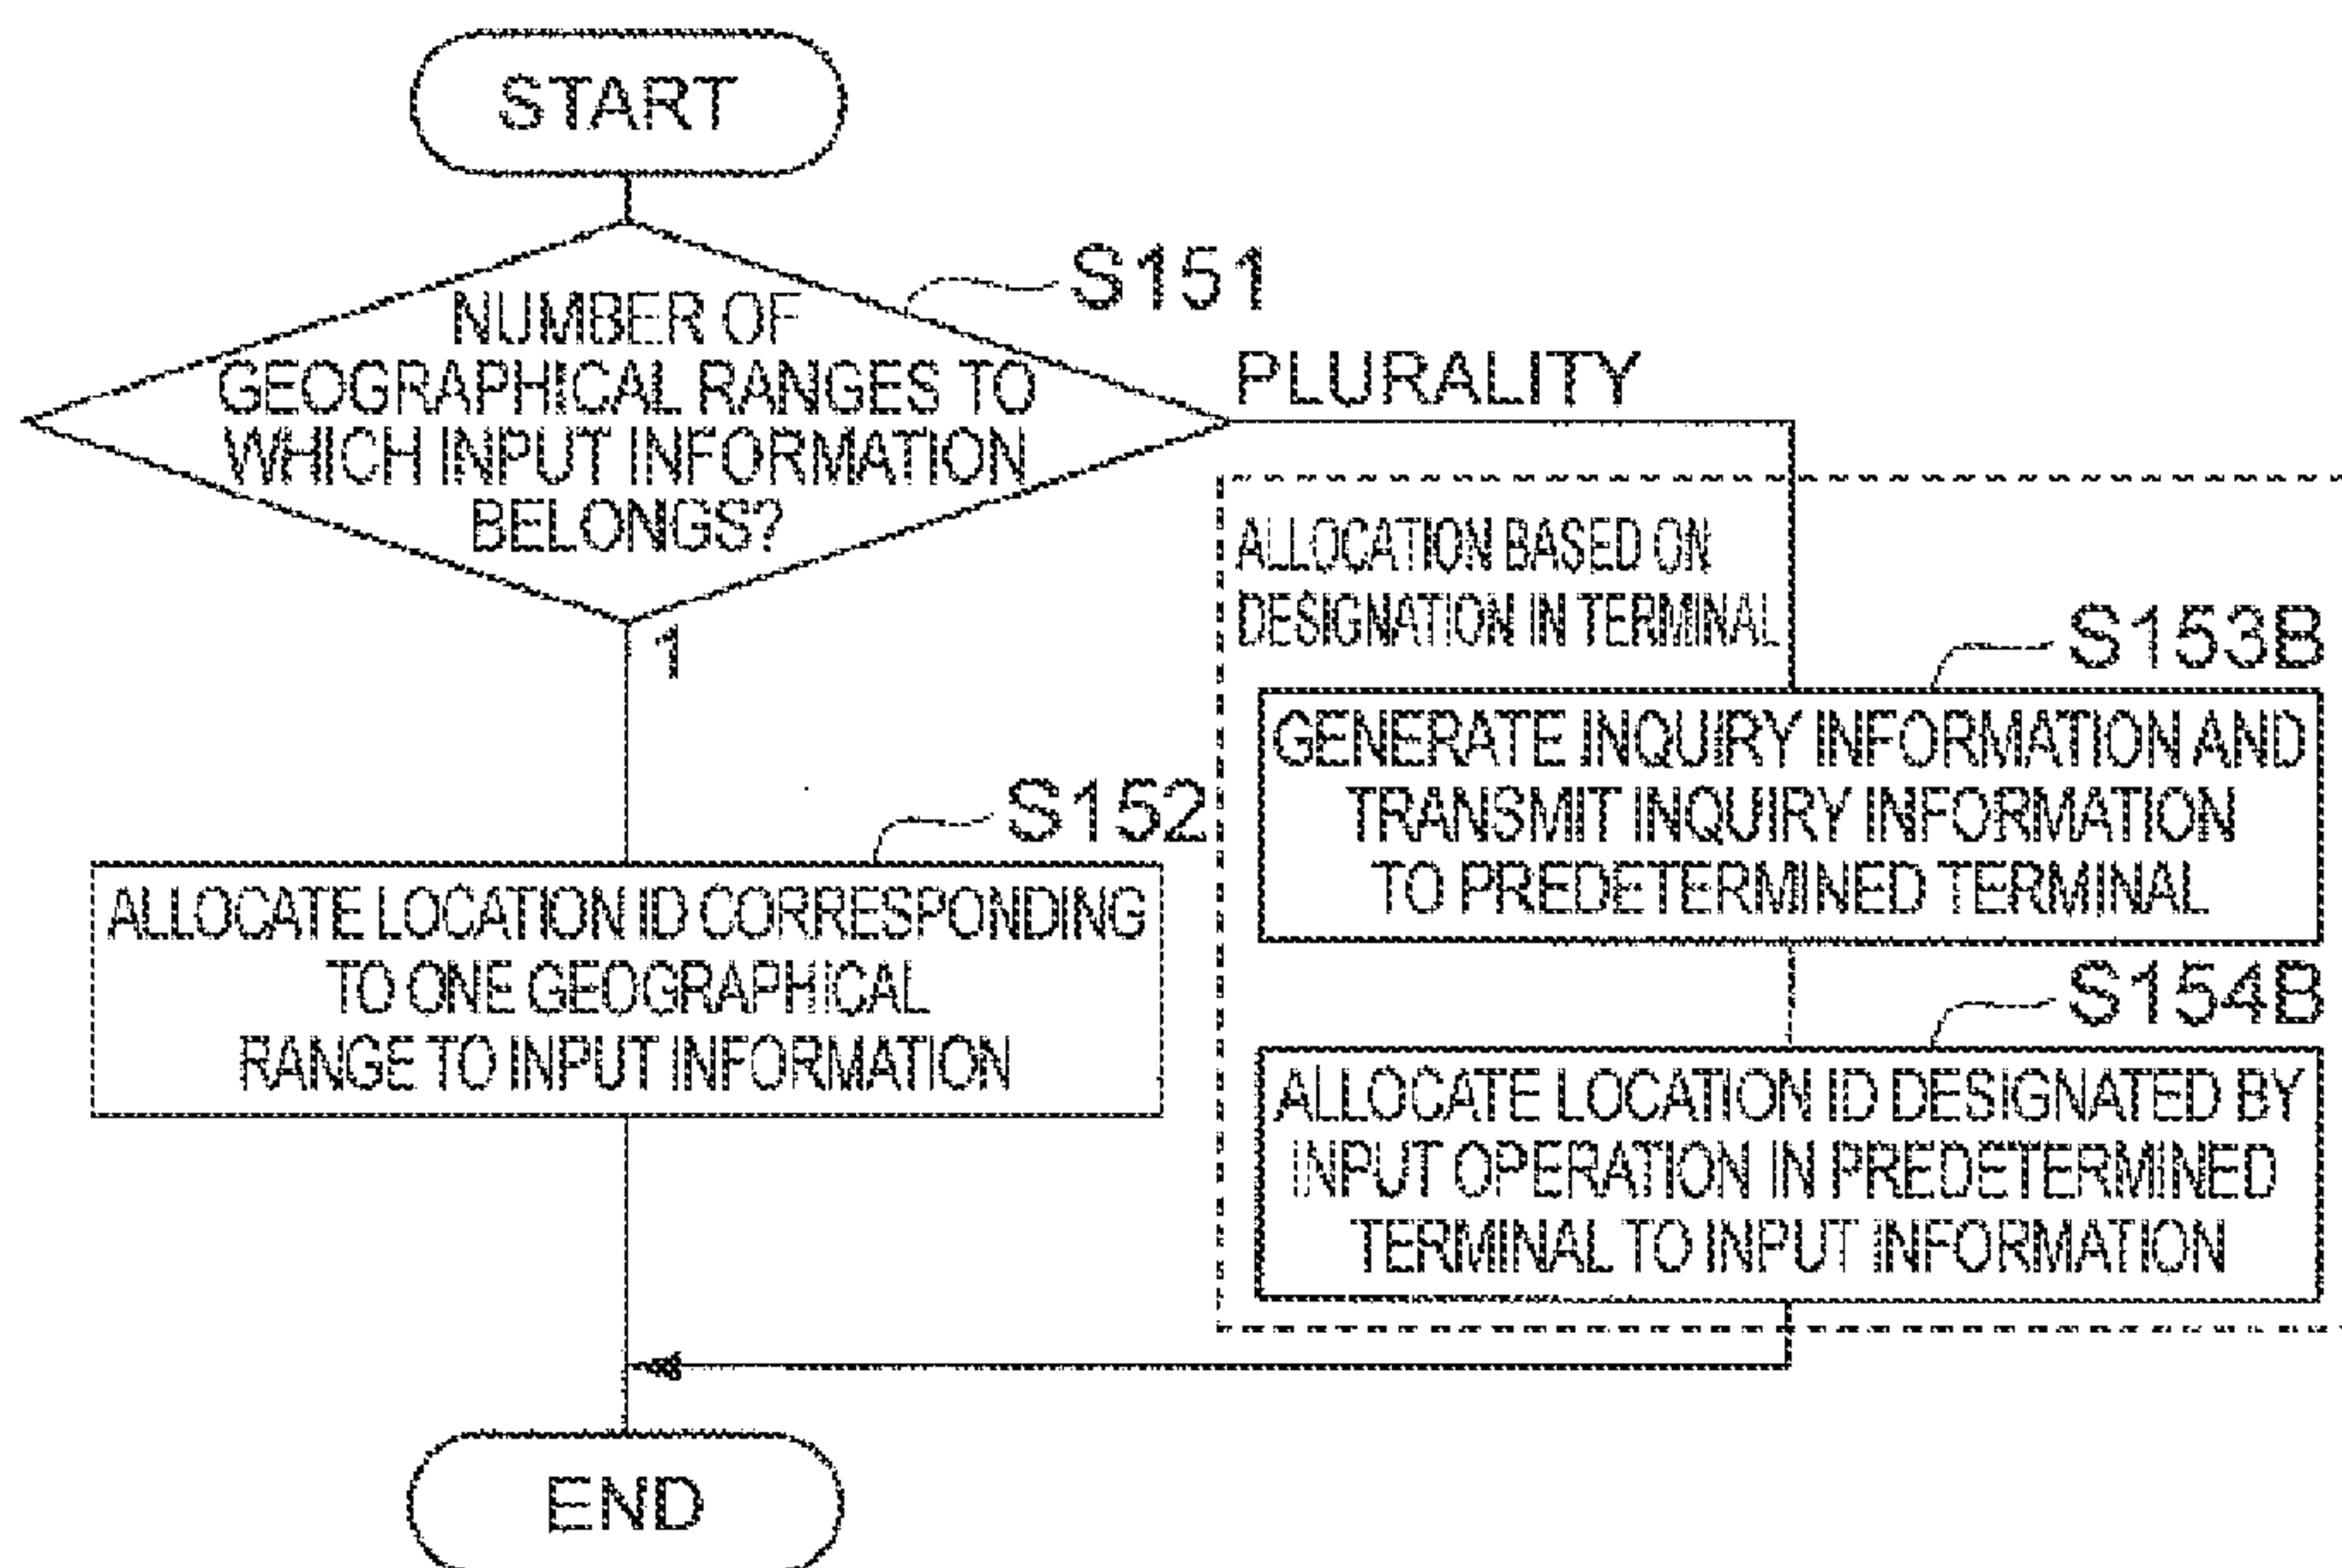 START
S151
NUMBER OF
GEOGRAPHICAL RANGES TO
WHICH INPUT INFORMATION
BELONGS?
PLURALITY
1
ALLOCATION BASED ON
DESIGNATION IN TERMINAL
S153B
GENERATE INQUIRY INFORMATION AND
TRANSMIT INQUIRY INFORMATION
TO PREDETERMINED TERMINAL
S152
ALLOCATE LOCATION ID CORRESPONDING
TO ONE GEOGRAPHICAL
RANGE TO INPUT INFORMATION
S154B
ALLOCATE LOCATION ID DESIGNATED BY
INPUT OPERATION IN PREDETERMINED
TERMINAL TO INPUT INFORMATION
END